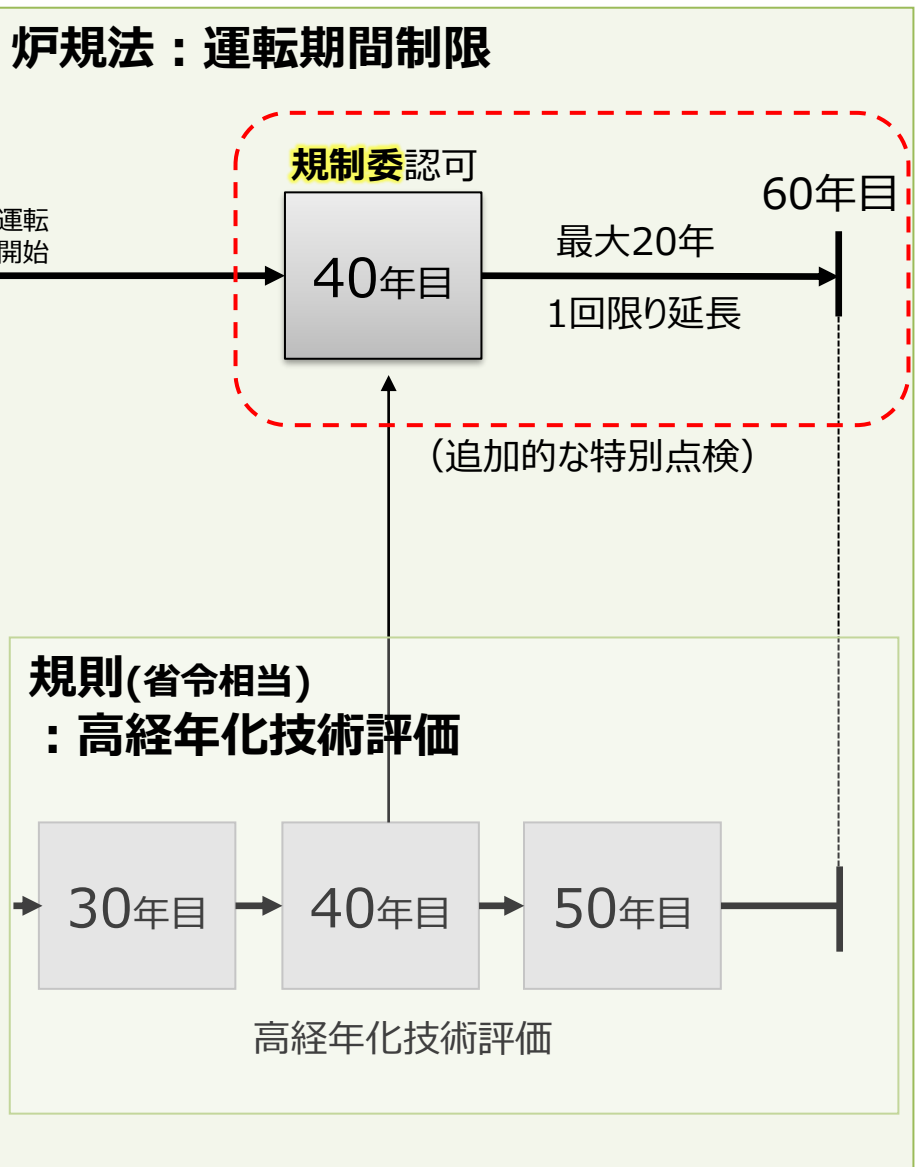 炉規法：運転期間制限
規制委認可
60年目
運転
開始
40年目
最大20年
1回限り延長
（追加的な特別点検）
規則(省令相当)
：高経年化技術評価
30年目
40年目
50年目
高経年化技術評価